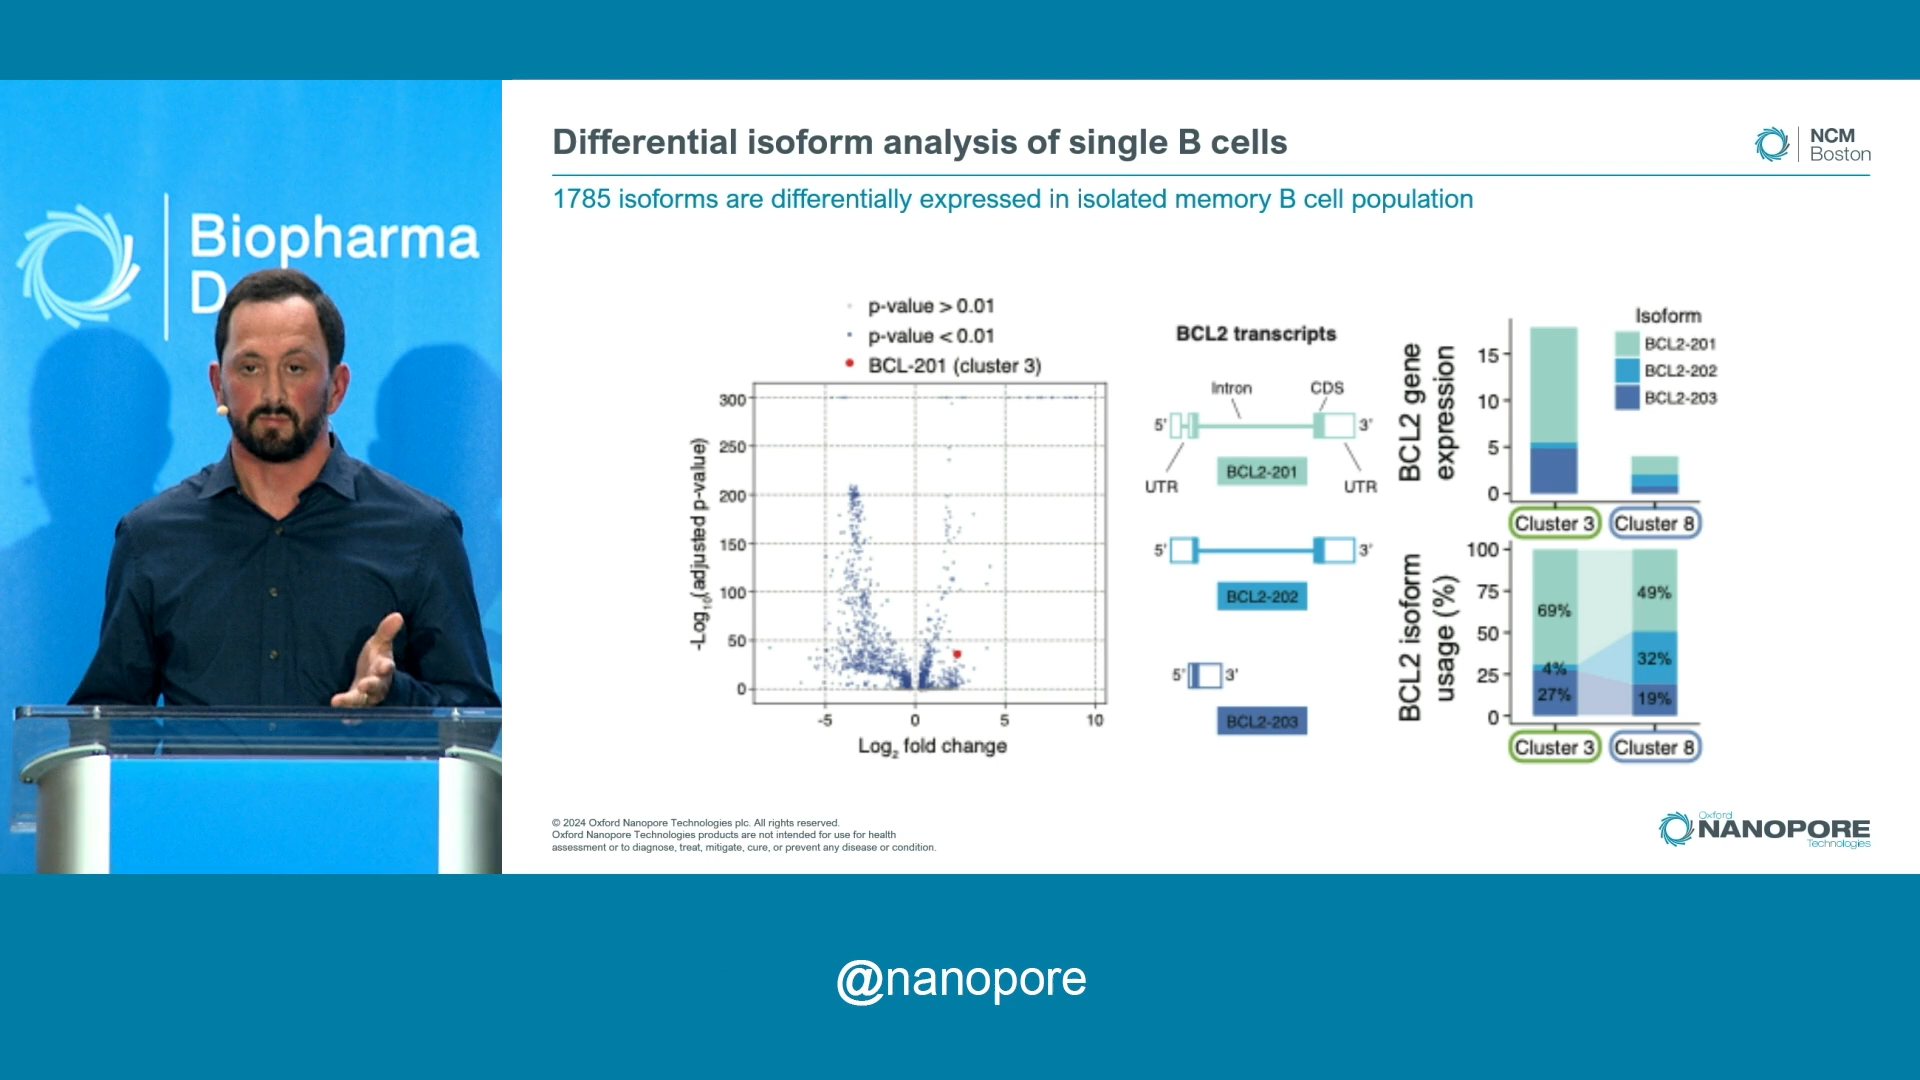 Biopharma
D
Differential isoform analysis of single B cells
NCM
Boston
1785 isoforms are differentially expressed in isolated memory B cell population
p-value > 0.01
p-value < 0.01
BCL-201 (cluster 3)
300
250
200
150
100
50
0
-Log10(adjusted p-value)
-5
0
5
10
Log2 fold change
BCL2 transcripts
Intron
CDS
5'
3'
UTR
BCL2-201
UTR
5'
3'
BCL2-202
5'
3'
BCL2-203
BCL2 gene
expression
15
10
5
0
Isoform
BCL2-201
BCL2-202
BCL2-203
Cluster 3
Cluster 8
BCL2 isoform
usage (%)
100
75
50
25
0
69%
4%
27%
49%
32%
19%
Cluster 3
Cluster 8
© 2024 Oxford Nanopore Technologies plc. All rights reserved.
Oxford Nanopore Technologies products are not intended for use for health
assessment or to diagnose, treat, mitigate, cure, or prevent any disease or condition.
Oxford
NANOPORE
Technologies
@nanopore